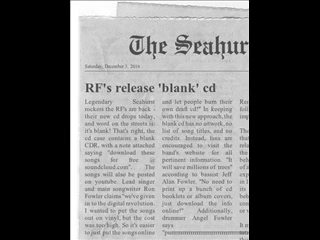 The Seahur
Saturday, December 3, 2016
RF's release 'blank' cd
Legendary Seahurst
rockers the RF's are back :
their new cd drops today,
and word on the streets is
it's blank! That's right, the
cd case contains a blank
CDR, with a note attached
saying "download these
songs for free @
soundcloud.com". The
songs will also be posted
on youtube. Lead singer
and main songwriter Ron
Fowler claims "we've given
in to the digital revolution.
I wanted to put the songs
out on vinyl, but the cost
was too high. So it's easier
to just put the songs online
and let people burn their
own dmb cd!" In keeping
with this new approach, the
blank cd has no artwork, no
list of song titles, and no
credits. Instead, fans are
encouraged to visit the
band's website for all
pertinent information. "It
will save millions of trees"
according to bassist Jeff
Alan Fowler. "No need to
print up a bunch of cd
booklets or album covers,
just download the info
online!" Additionally,
drummer Angel Fowler
says